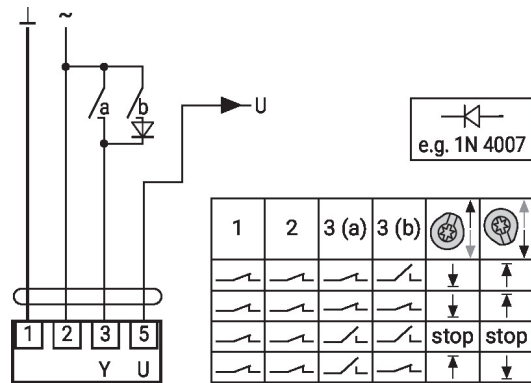 ~
a b
U
e.g. 1N 4007
1 2 3 (a) 3 (b)
stop stop
1 2 3 5
Y U